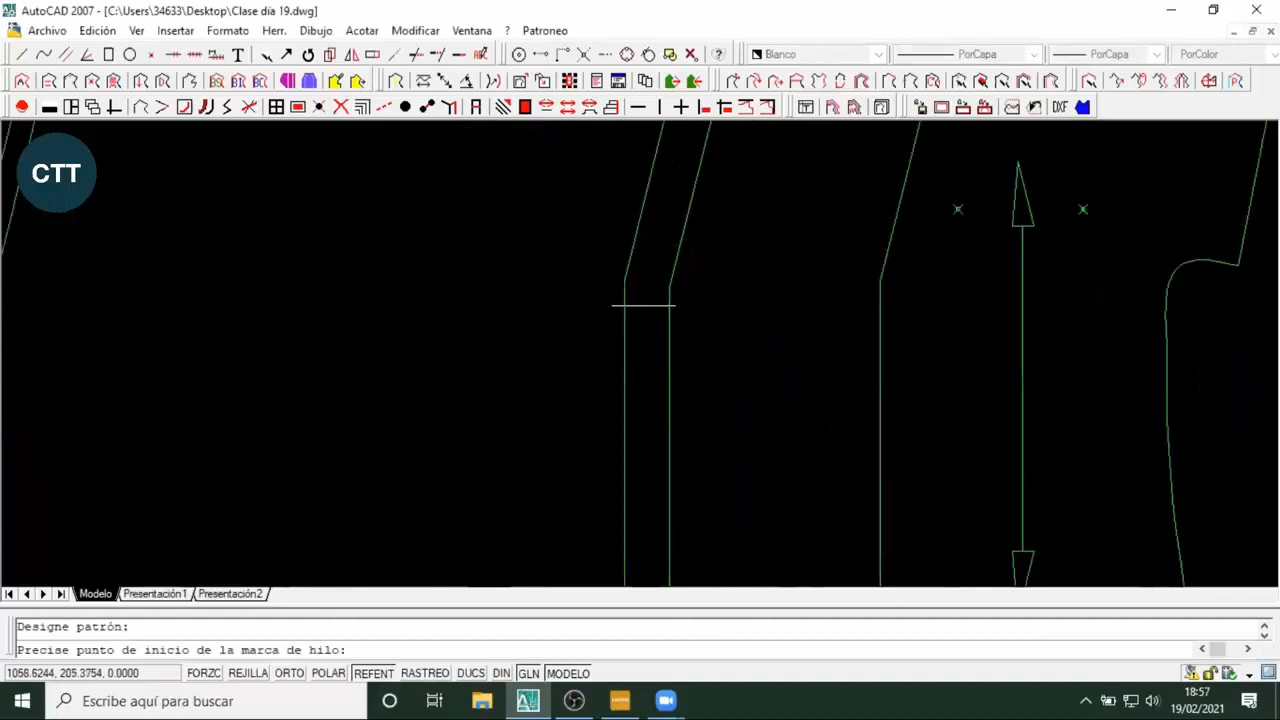 AutoCAD 2007 - [C:\Users\34633\Desktop\Clase día 19.dwg]
Archivo Edición Ver Insertar Formato Herr. Dibujo Acotar Modificar Ventana ? Patroneo
Blanco PorCapa PorCapa PorColor
DXF
CTT
Modelo Presentación1 Presentación2
Designe patrón:
Precise punto de inicio de la marca de hilo:
1056.6244, 205.3754, 0.0000 FORZC REJILLA ORTO POLAR REFENT RASTREO DUCS DIN GLN MODELO
Escribe aquí para buscar
18:57
19/02/2021